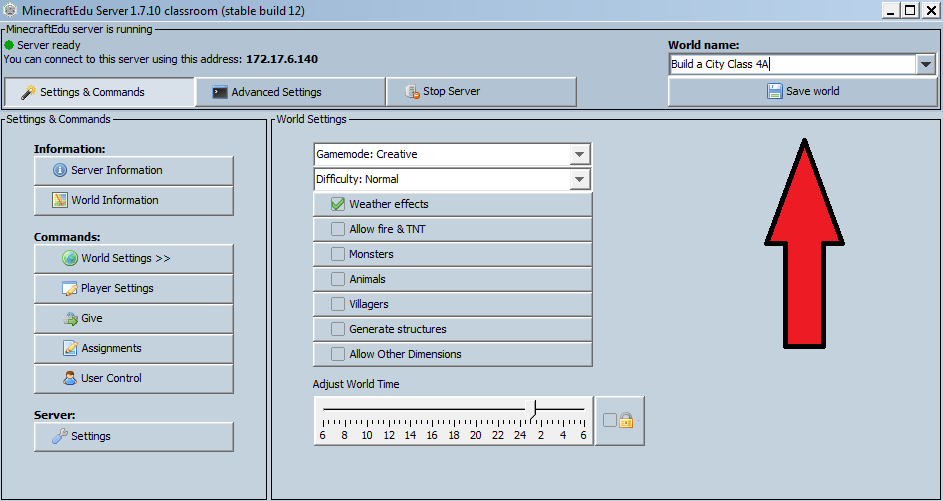 MinecraftEdu Server 1.7.10 classroom (stable build 12)
MinecraftEdu server is running
Server ready
You can connect to this server using this address: 172.17.6.140
World name:
Build a City Class 4A
Settings & Commands
Advanced Settings
Stop Server
Save world
Settings & Commands
Information:
Server Information
World Information
Commands:
World Settings >>
Player Settings
Give
Assignments
User Control
Server:
Settings
World Settings
Gamemode: Creative
Difficulty: Normal
Weather effects
Allow fire & TNT
Monsters
Animals
Villagers
Generate structures
Allow Other Dimensions
Adjust World Time
6 8 10 12 14 16 18 20 22 24 2 4 6